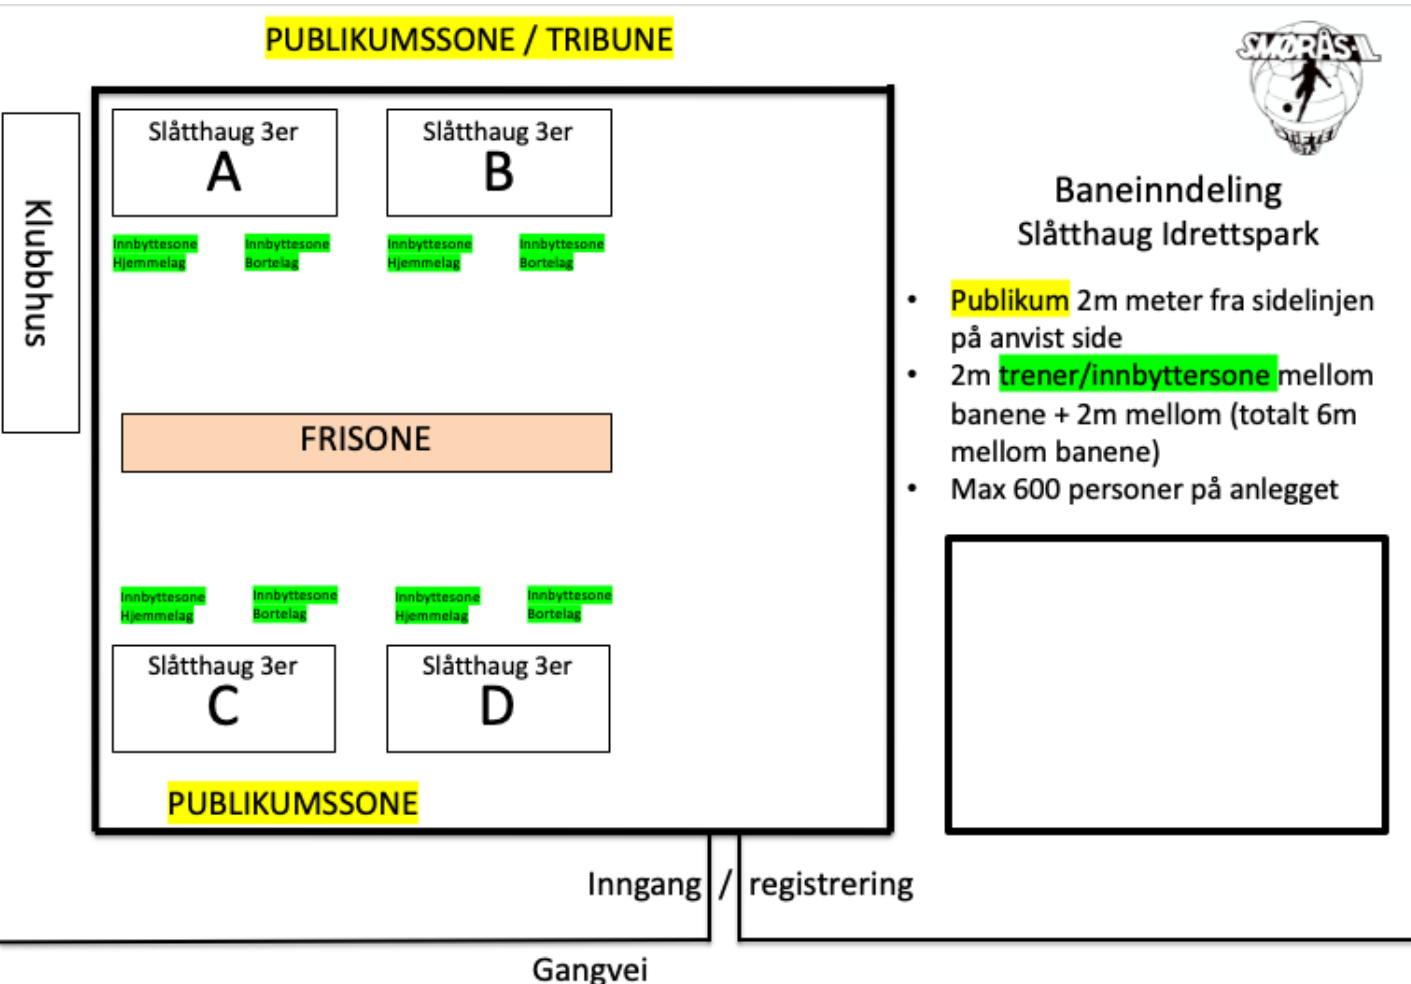 PUBLIKUMSSONE / TRIBUNE
SMØRÅS-IL
Klubbhus
Slåtthaug 3er
A
Slåtthaug 3er
B
Innbyttesone
Hjemmelag
Innbyttesone
Bortelag
Innbyttesone
Hjemmelag
Innbyttesone
Bortelag
FRISONE
Innbyttesone
Hjemmelag
Innbyttesone
Bortelag
Innbyttesone
Hjemmelag
Innbyttesone
Bortelag
Slåtthaug 3er
C
Slåtthaug 3er
D
PUBLIKUMSSONE
Baneinndeling
Slåtthaug Idrettspark
• Publikum 2m meter fra sidelinjen
på anvist side
• 2m trener/innbyttersone mellom
banene + 2m mellom (totalt 6m
mellom banene)
• Max 600 personer på anlegget
Inngang / registrering
Gangvei